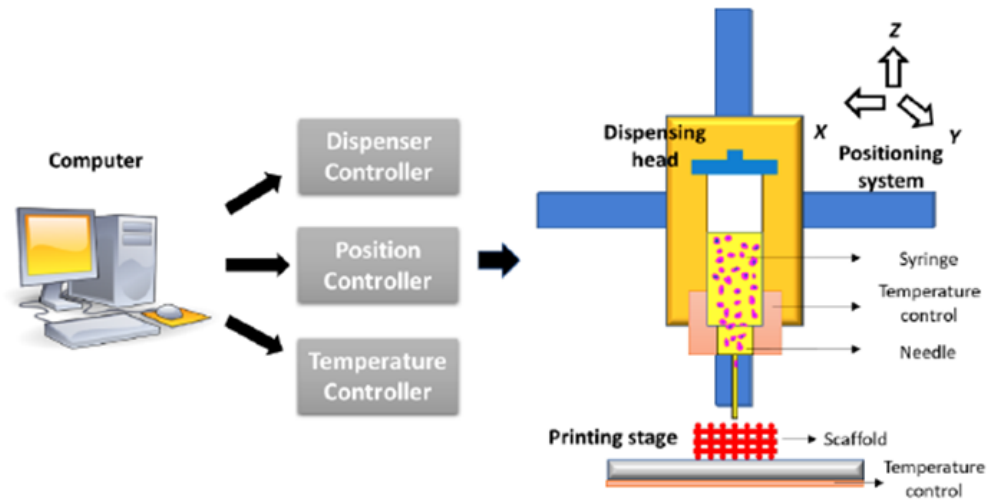 Computer
Dispenser
Controller
Position
Controller
Temperature
Controller
Z
X
Y
Dispensing
head
Positioning
system
Syringe
Temperature
control
Needle
Printing stage
Scaffold
Temperature
control